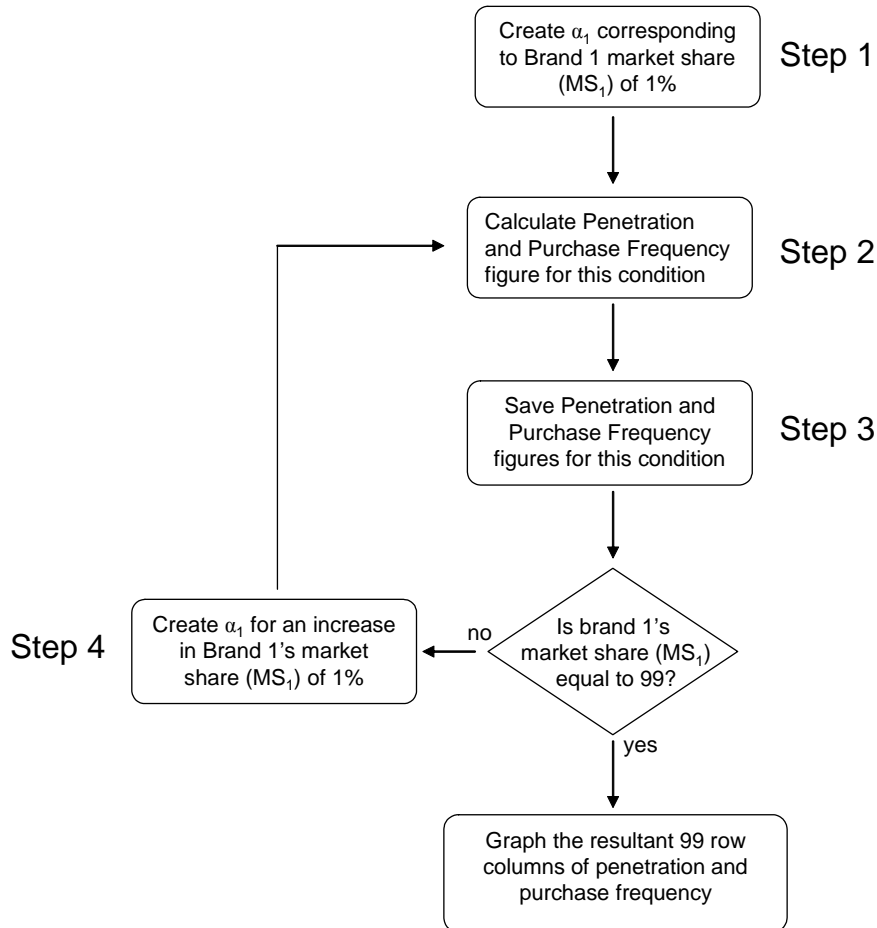 Create α₁ corresponding
to Brand 1 market share
(MS₁) of 1%
Step 1
Calculate Penetration
and Purchase Frequency
figure for this condition
Step 2
Save Penetration and
Purchase Frequency
figures for this condition
Step 3
Is brand 1's
market share (MS₁)
equal to 99?
no
Step 4
Create α₁ for an increase
in Brand 1's market
share (MS₁) of 1%
yes
Graph the resultant 99 row
columns of penetration and
purchase frequency